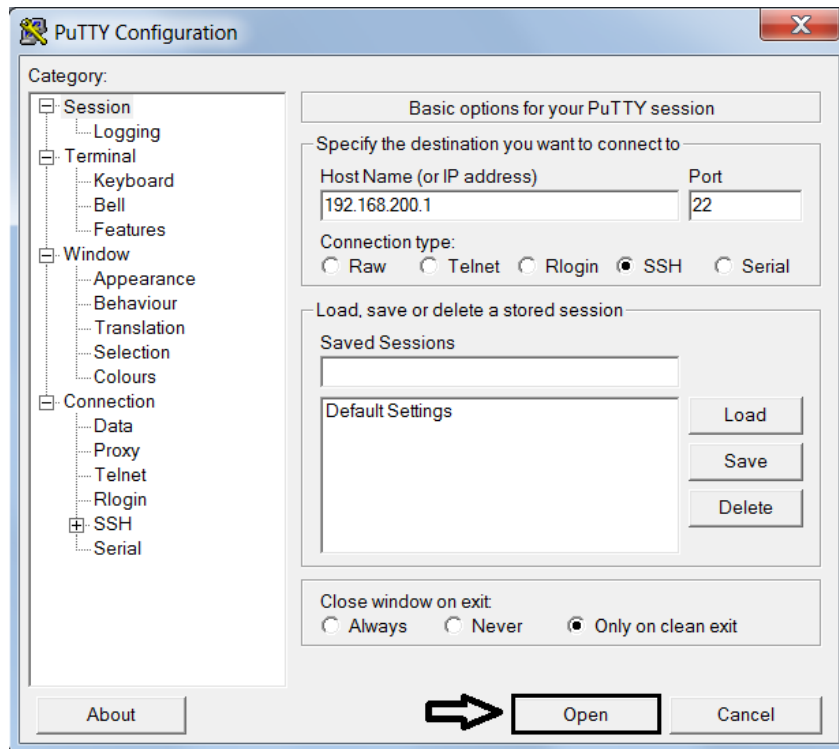 PuTTY Configuration
Category:
Session
Logging
Terminal
Keyboard
Bell
Features
Window
Appearance
Behaviour
Translation
Selection
Colours
Connection
Data
Proxy
Telnet
Rlogin
SSH
Serial
Basic options for your PuTTY session
Specify the destination you want to connect to
Host Name (or IP address) Port
192.168.200.1 22
Connection type:
Raw Telnet Rlogin SSH Serial
Load, save or delete a stored session
Saved Sessions
Default Settings
Load
Save
Delete
Close window on exit:
Always Never Only on clean exit
About Open Cancel